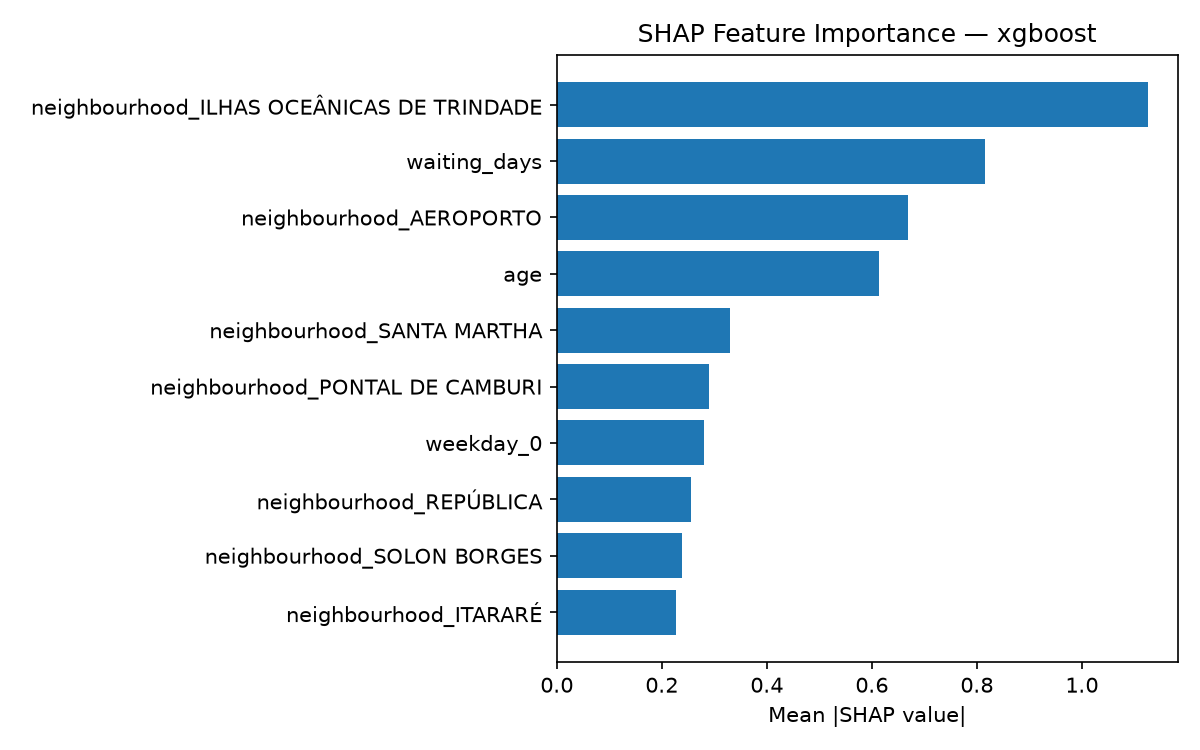 SHAP Feature Importance — xgboost
neighbourhood_ILHAS OCEÂNICAS DE TRINDADE
waiting_days
neighbourhood_AEROPORTO
age
neighbourhood_SANTA MARTHA
neighbourhood_PONTAL DE CAMBURI
weekday_0
neighbourhood_REPÚBLICA
neighbourhood_SOLON BORGES
neighbourhood_ITARARÉ
0.0 0.2 0.4 0.6 0.8 1.0
Mean |SHAP value|